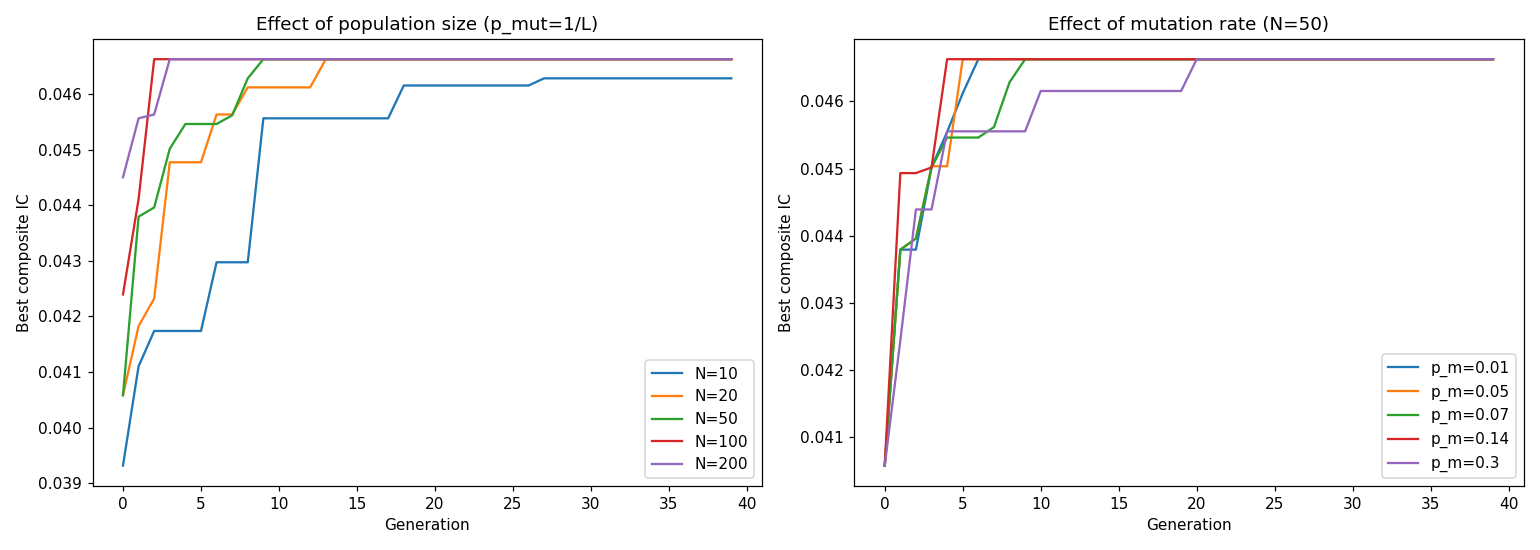 Effect of population size (p_mut=1/L)
Best composite IC
0.046
0.045
0.044
0.043
0.042
0.041
0.040
0.039
N=10
N=20
N=50
N=100
N=200
0 5 10 15 20 25 30 35 40
Generation
Effect of mutation rate (N=50)
Best composite IC
0.046
0.045
0.044
0.043
0.042
0.041
p_m=0.01
p_m=0.05
p_m=0.07
p_m=0.14
p_m=0.3
0 5 10 15 20 25 30 35 40
Generation